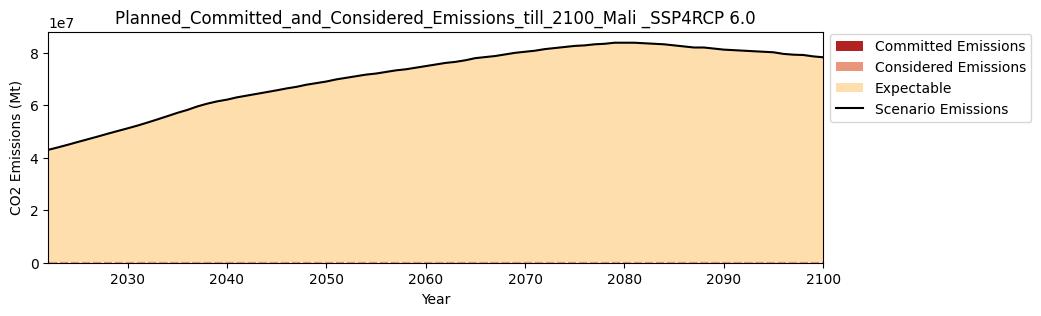 Planned_Committed_and_Considered_Emissions_till_2100_Mali _SSP4RCP 6.0
1e7
8
6
4
2
0
CO2 Emissions (Mt)
2030 2040 2050 2060 2070 2080 2090 2100
Year
Committed Emissions
Considered Emissions
Expectable
Scenario Emissions